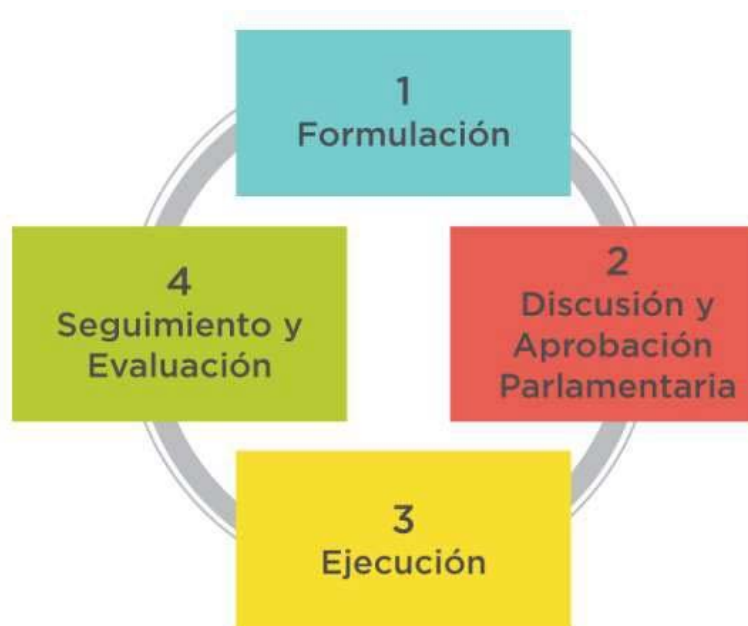 1
Formulación
2
Discusión y
Aprobación
Parlamentaria
3
Ejecución
4
Seguimiento y
Evaluación